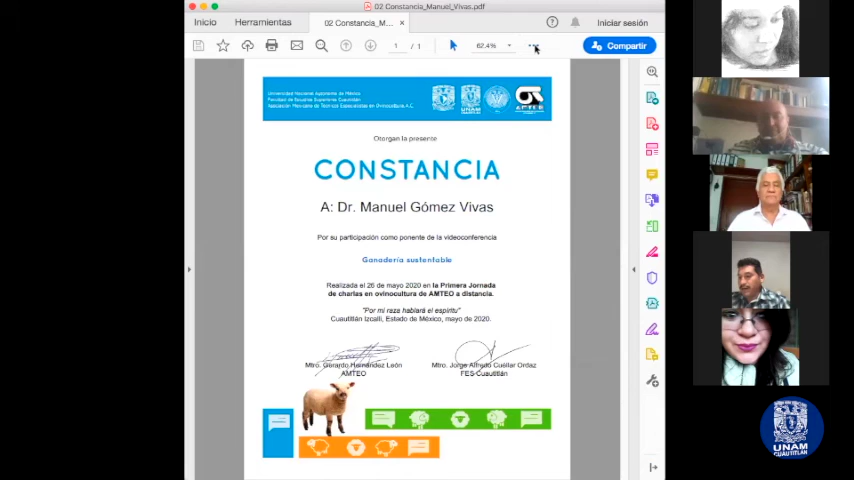 02 Constancia_Manuel_Vivas.pdf
Inicio
Herramientas
02 Constancia_M...
Iniciar sesión
1 / 1
62.4%
Compartir
Universidad Nacional Autónoma de México
Facultad de Estudios Superiores Cuautitlán
Asociación Mexicana de Técnicos Especialistas en Ovinocultura A.C.
UNAM
AMTEO
Otorgan la presente
CONSTANCIA
A: Dr. Manuel Gómez Vivas
Por su participación como ponente de la videoconferencia
Ganadería sustentable
Realizada el 26 de mayo 2020 en la Primera Jornada
de charlas en ovinocultura de AMTEO a distancia.
"Por mi raza hablará el espíritu"
Cuautitlán Izcalli, Estado de México, mayo de 2020.
Mtro. Gerardo Hernández León
AMTEO
Mtro. Jorge Alfredo Cuéllar Ordaz
FES-Cuautitlán
UNAM
CUAUTITLÁN